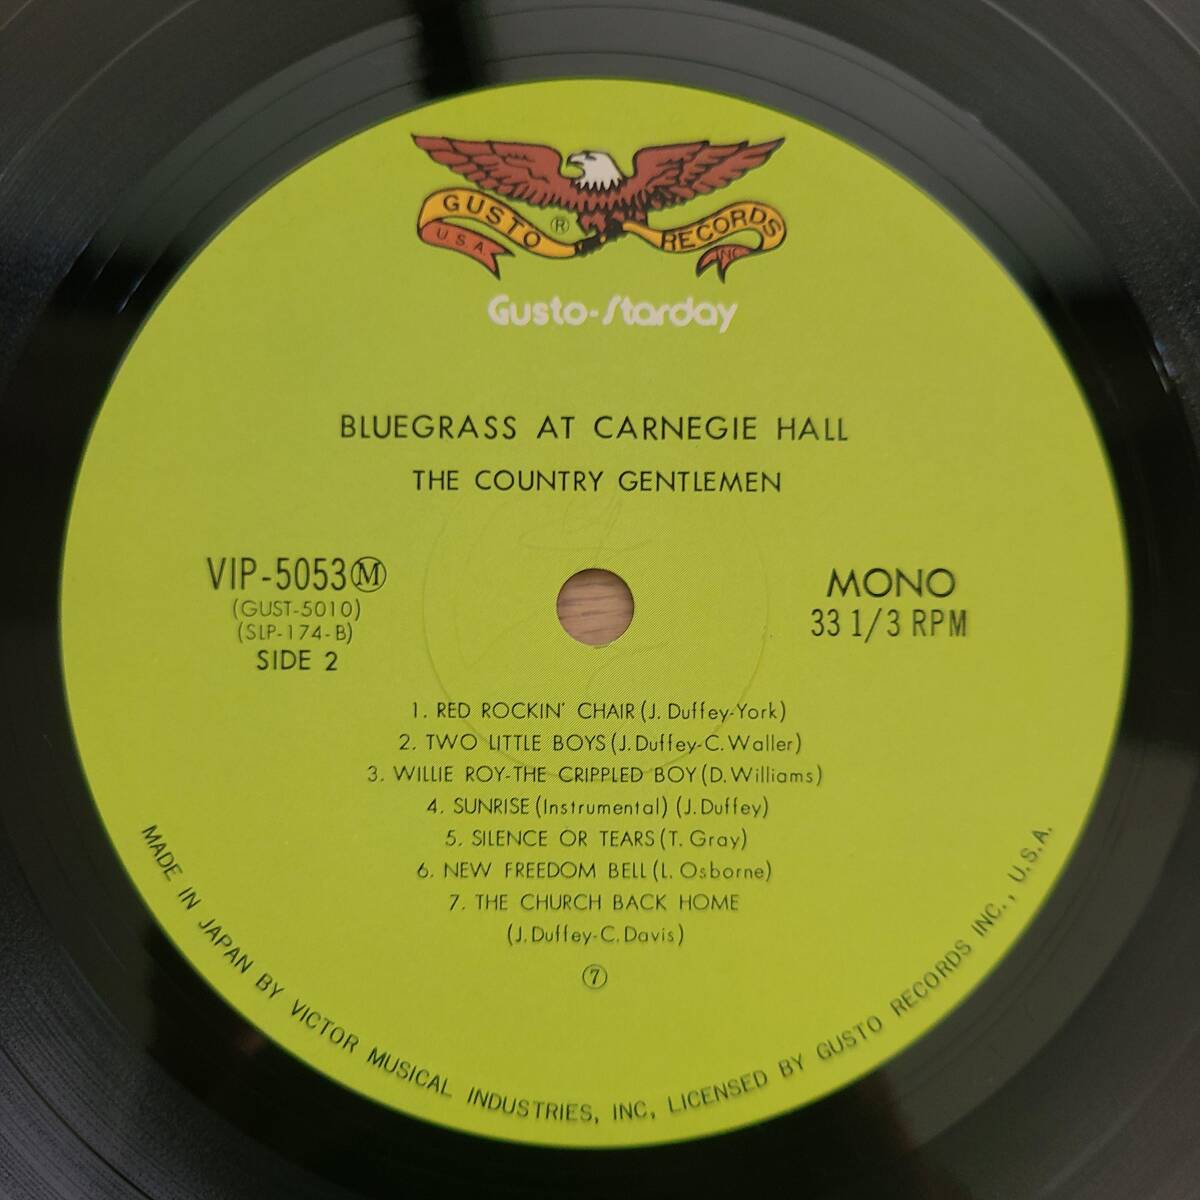 GUSTO ® RECORDS
U S A INC
Gusto-Starday
BLUEGRASS AT CARNEGIE HALL
THE COUNTRY GENTLEMEN
VIP-5053Ⓜ
(GUST-5010)
(SLP-174-B)
SIDE 2
MONO
33 1/3 RPM
1. RED ROCKIN' CHAIR (J. Duffey-York)
2. TWO LITTLE BOYS (J. Duffey-C. Waller)
3. WILLIE ROY-THE CRIPPLED BOY (D. Williams)
4. SUNRISE (Instrumental) (J. Duffey)
5. SILENCE OR TEARS (T. Gray)
6. NEW FREEDOM BELL (L. Osborne)
7. THE CHURCH BACK HOME
(J. Duffey-C. Davis)
⑦
MADE IN JAPAN BY VICTOR MUSICAL INDUSTRIES, INC, LICENSED BY GUSTO RECORDS INC., U.S.A.